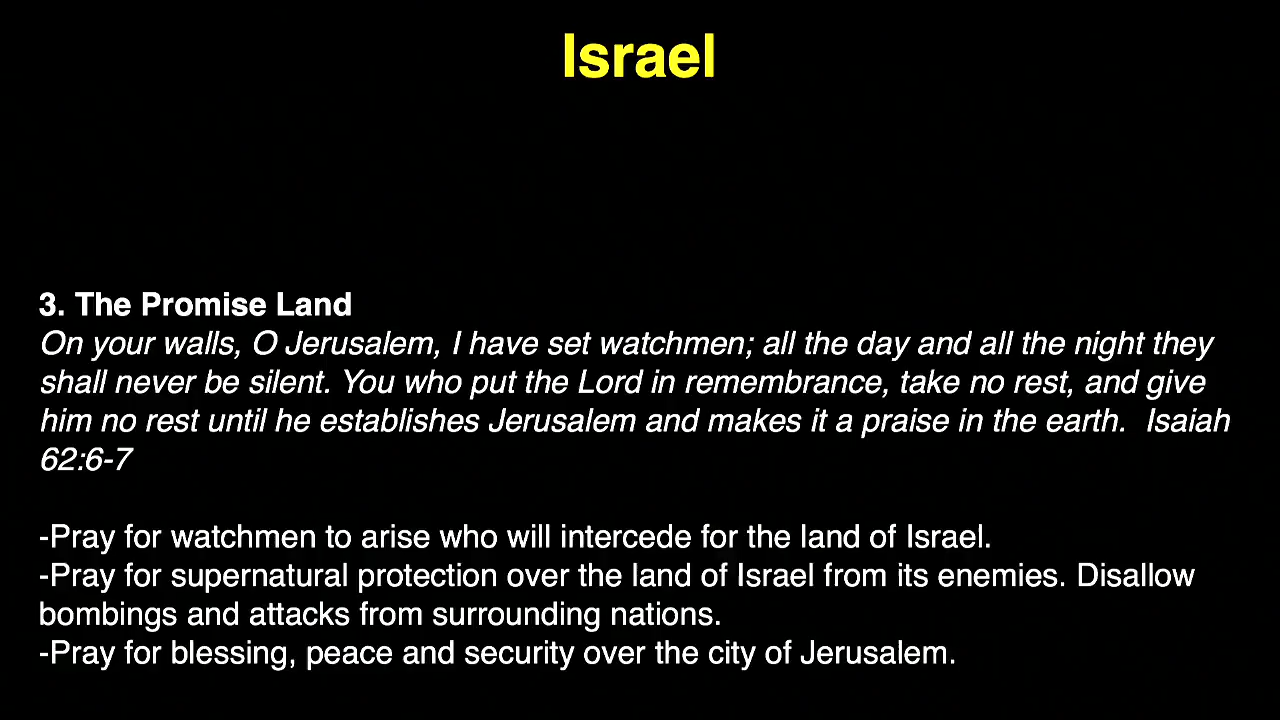 Israel
3. The Promise Land
On your walls, O Jerusalem, I have set watchmen; all the day and all the night they
shall never be silent. You who put the Lord in remembrance, take no rest, and give
him no rest until he establishes Jerusalem and makes it a praise in the earth.  Isaiah
62:6-7
-Pray for watchmen to arise who will intercede for the land of Israel.
-Pray for supernatural protection over the land of Israel from its enemies. Disallow
bombings and attacks from surrounding nations.
-Pray for blessing, peace and security over the city of Jerusalem.